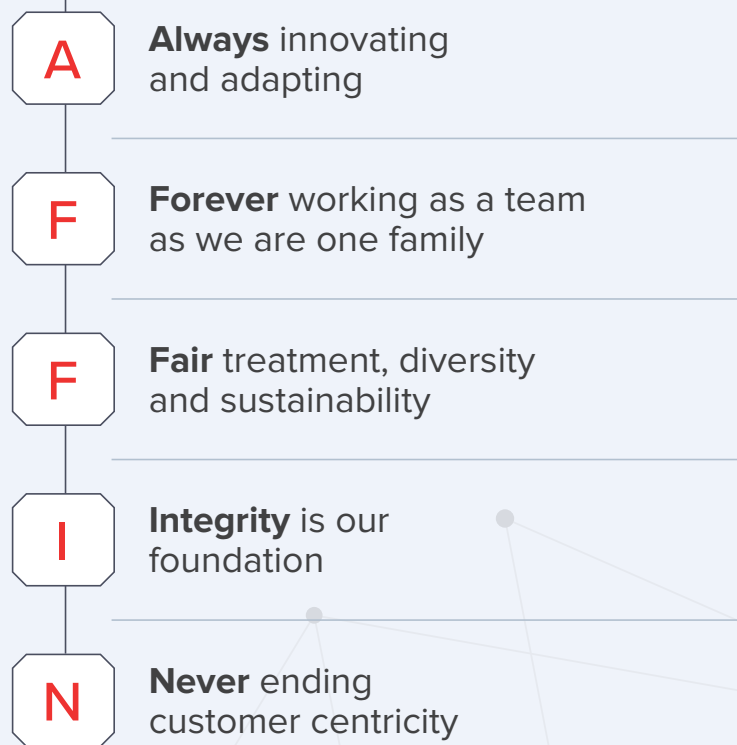 A
Always innovating
and adapting
F
Forever working as a team
as we are one family
F
Fair treatment, diversity
and sustainability
I
Integrity is our
foundation
N
Never ending
customer centricity